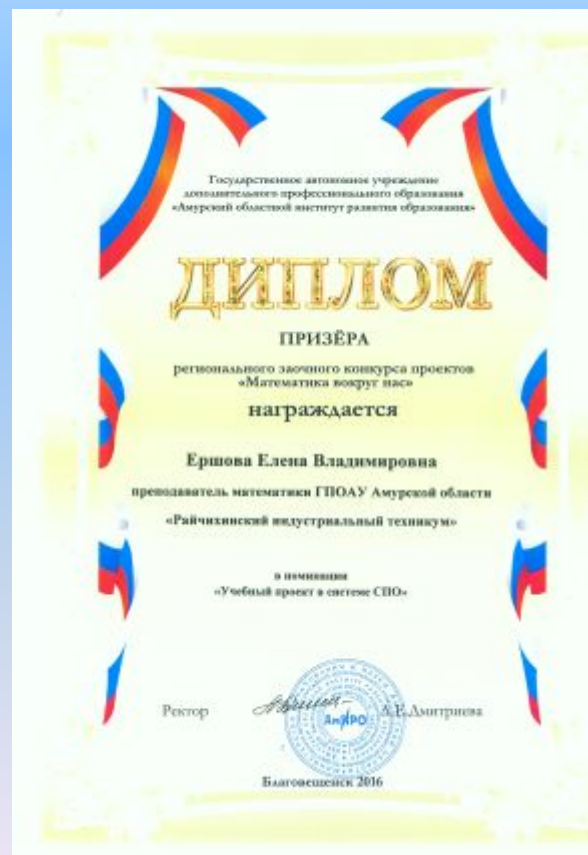 Государственное автономное учреждение
дополнительного профессионального образования
«Амурский областной институт развития образования»
ДИПЛОМ
ПРИЗЁРА
регионального заочного конкурса проектов
«Математика вокруг нас»
награждается
Ершова Елена Владимировна
преподаватель математики ГПОАУ Амурской области
«Райчихинский индустриальный техникум»
в номинации
«Учебный проект в системе СПО»
Ректор Е.Дмитриева
Благовещенск 2016